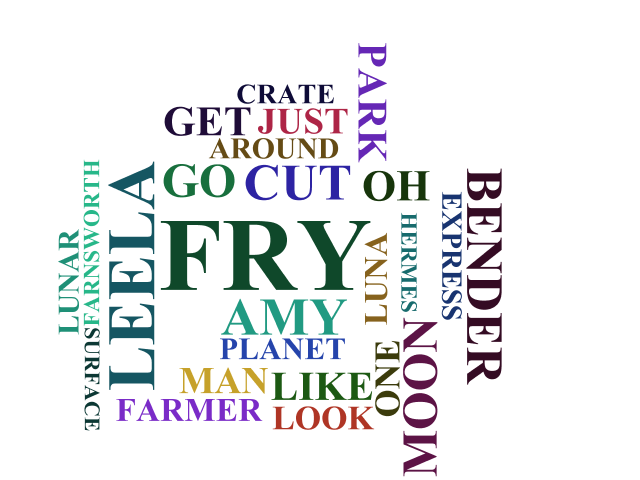 PARK
CRATE
GET
JUST
AROUND
GO
CUT
OH
LEELA
FARNSWORTH
LUNAR
SURFACE
FRY
LUNA
HERMES
EXPRESS
BENDER
AMY
PLANET
MAN
LIKE
ONE
MOON
FARMER
LOOK